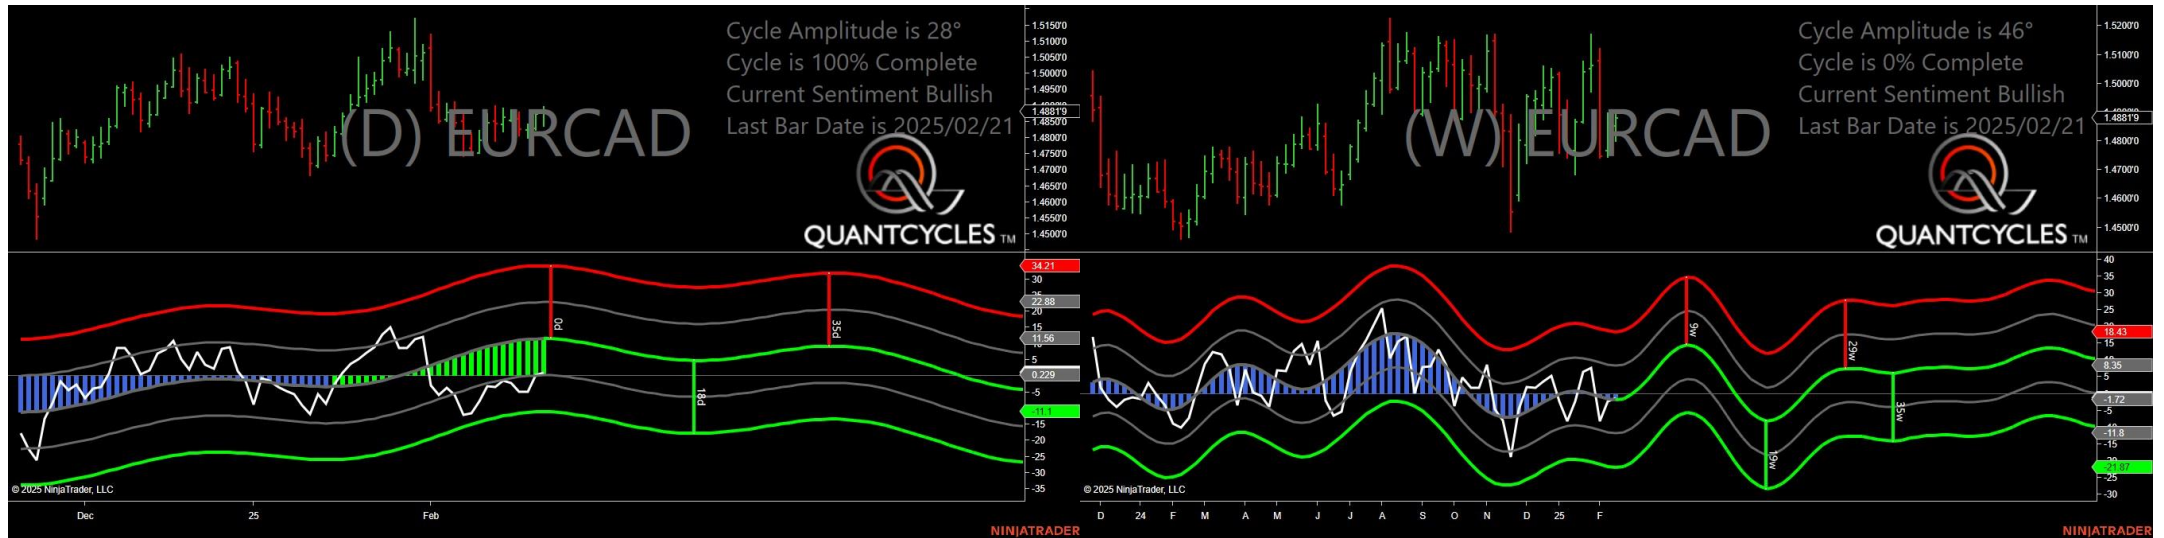 Cycle Amplitude is 28°
Cycle is 100% Complete
Current Sentiment Bullish
Last Bar Date is 2025/02/21
(D) EURCAD
QUANTCYCLES TM
1.5150'0
1.5100'0
1.5050'0
1.5000'0
1.4950'0
1.4881'9
1.4850'0
1.4800'0
1.4750'0
1.4700'0
1.4650'0
1.4600'0
1.4550'0
1.4500'0
34.21
30
22.88
20
15
11.56
5
0.229
-5
-11.1
-15
-20
-25
-30
-35
0d
18d
35d
© 2025 NinjaTrader, LLC
Dec
25
Feb
NINJATRADER
Cycle Amplitude is 46°
Cycle is 0% Complete
Current Sentiment Bullish
Last Bar Date is 2025/02/21
(W) EURCAD
QUANTCYCLES TM
1.5200'0
1.5100'0
1.5000'0
1.4881'9
1.4800'0
1.4700'0
1.4600'0
1.4500'0
40
35
30
25
18.43
15
8.35
5
-1.72
-5
-11.8
-15
-21.87
-30
9w
19w
29w
35w
© 2025 NinjaTrader, LLC
D 24 F M A M J J A S O N D 25 F
NINJATRADER